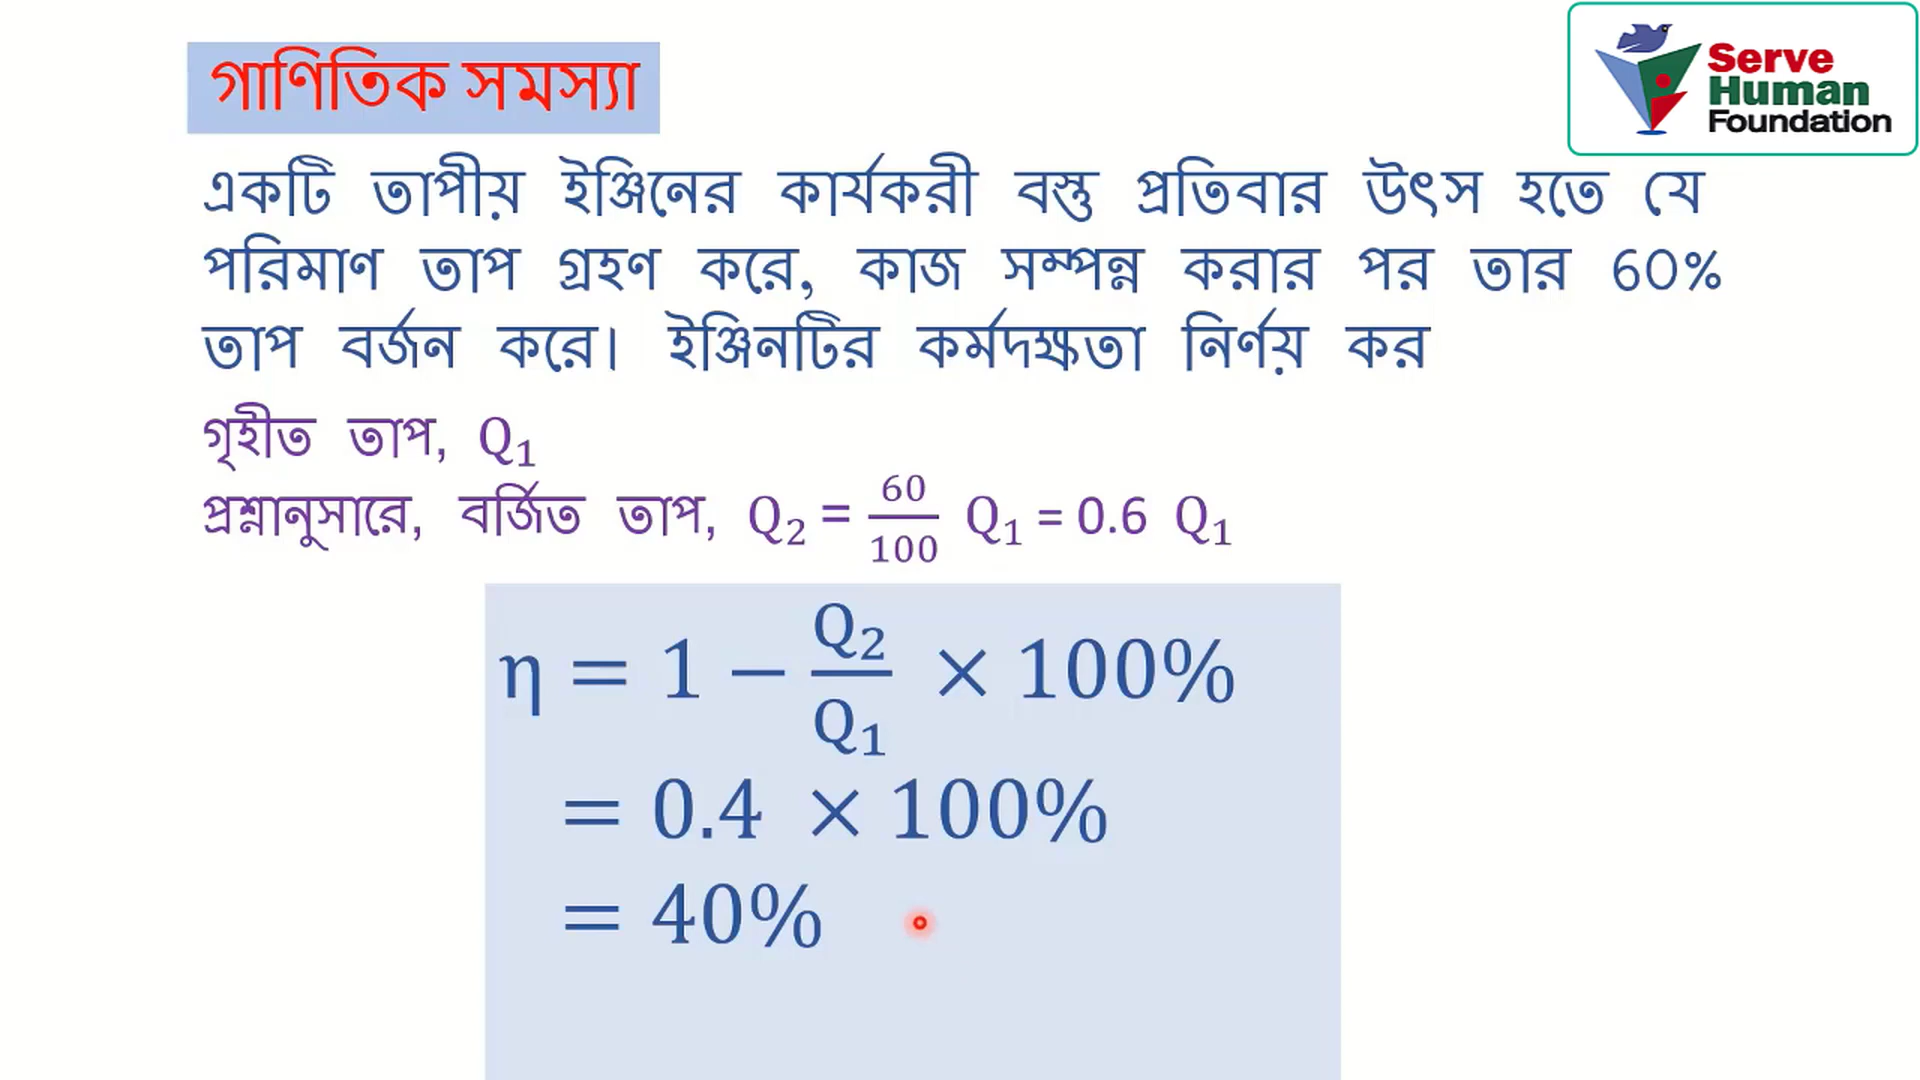 গাণিতিক সমস্যা
Serve
Human
Foundation
একটি তাপীয় ইঞ্জিনের কার্যকরী বস্তু প্রতিবার উৎস হতে যে
পরিমাণ তাপ গ্রহণ করে, কাজ সম্পন্ন করার পর তার 60%
তাপ বর্জন করে। ইঞ্জিনটির কর্মদক্ষতা নির্ণয় কর
গৃহীত তাপ, Q₁
প্রশ্নানুসারে, বর্জিত তাপ, Q₂ = 60/100 Q₁ = 0.6 Q₁
η = 1 − Q₂/Q₁ × 100%
= 0.4 × 100%
= 40%